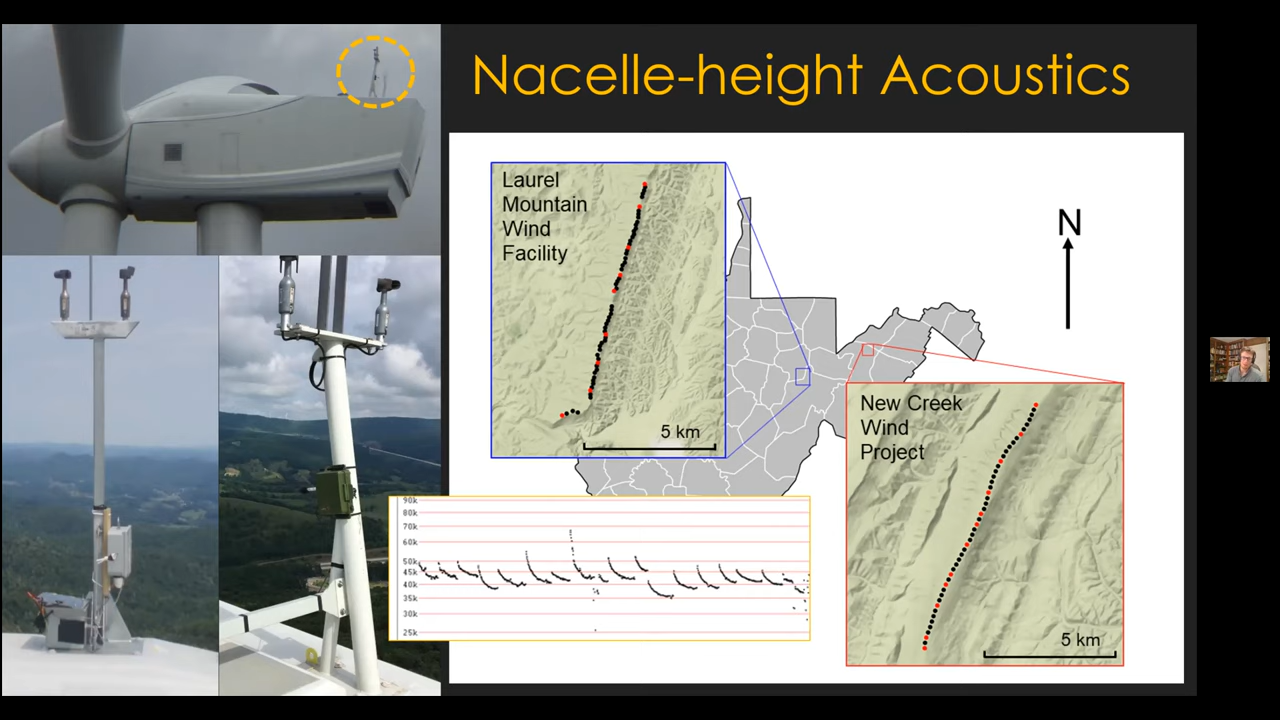 Nacelle-height Acoustics
Laurel
Mountain
Wind
Facility
5 km
N
New Creek
Wind
Project
5 km
90k
80k
70k
60k
50k
45k
40k
35k
30k
25k